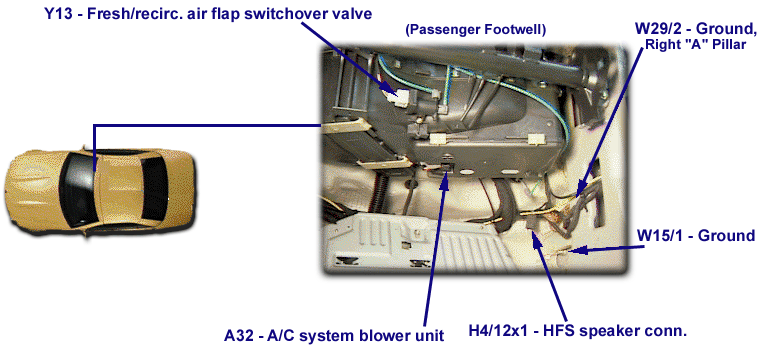 Y13 - Fresh/recirc. air flap switchover valve
(Passenger Footwell)
W29/2 - Ground,
Right "A" Pillar
W15/1 - Ground
A32 - A/C system blower unit
H4/12x1 - HFS speaker conn.